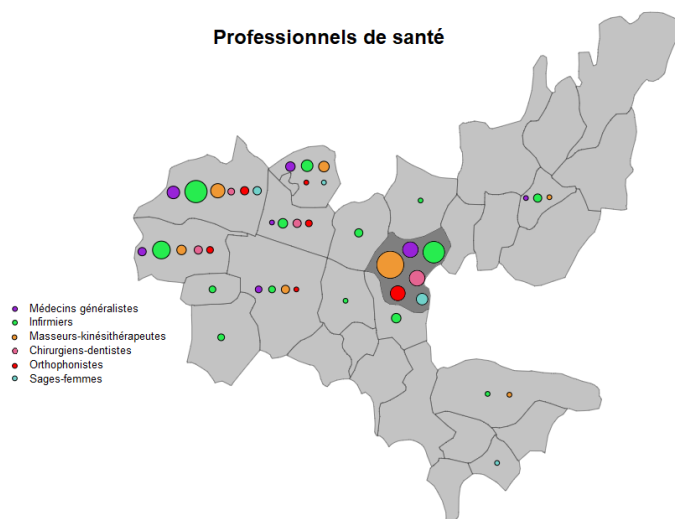 Professionnels de santé
Médecins généralistes
Infirmiers
Masseurs-kinésithérapeutes
Chirurgiens-dentistes
Orthophonistes
Sages-femmes